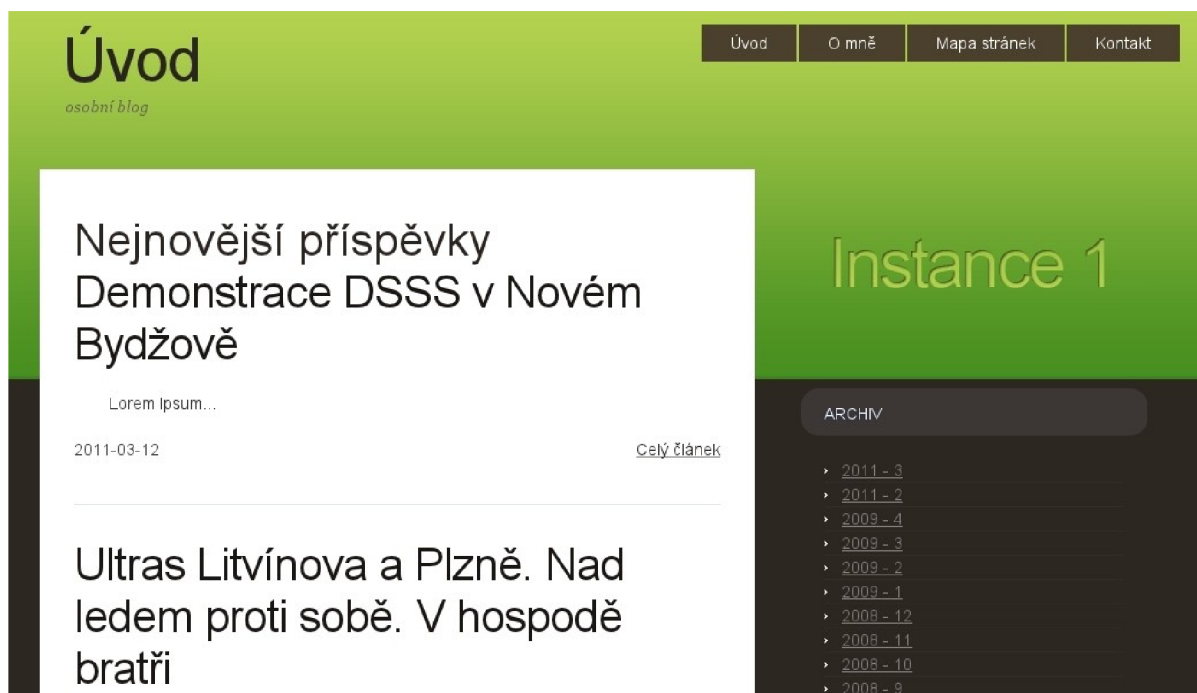 Úvod
osobní blog
Úvod
O mně
Mapa stránek
Kontakt
Nejnovější příspěvky
Demonstrace DSSS v Novém
Bydžově
Lorem Ipsum...
2011-03-12
Celý článek
Ultras Litvínova a Plzně. Nad
ledem proti sobě. V hospodě
bratři
Instance 1
ARCHIV
2011 - 3
2011 - 2
2009 - 4
2009 - 3
2009 - 2
2009 - 1
2008 - 12
2008 - 11
2008 - 10
2008 - 9